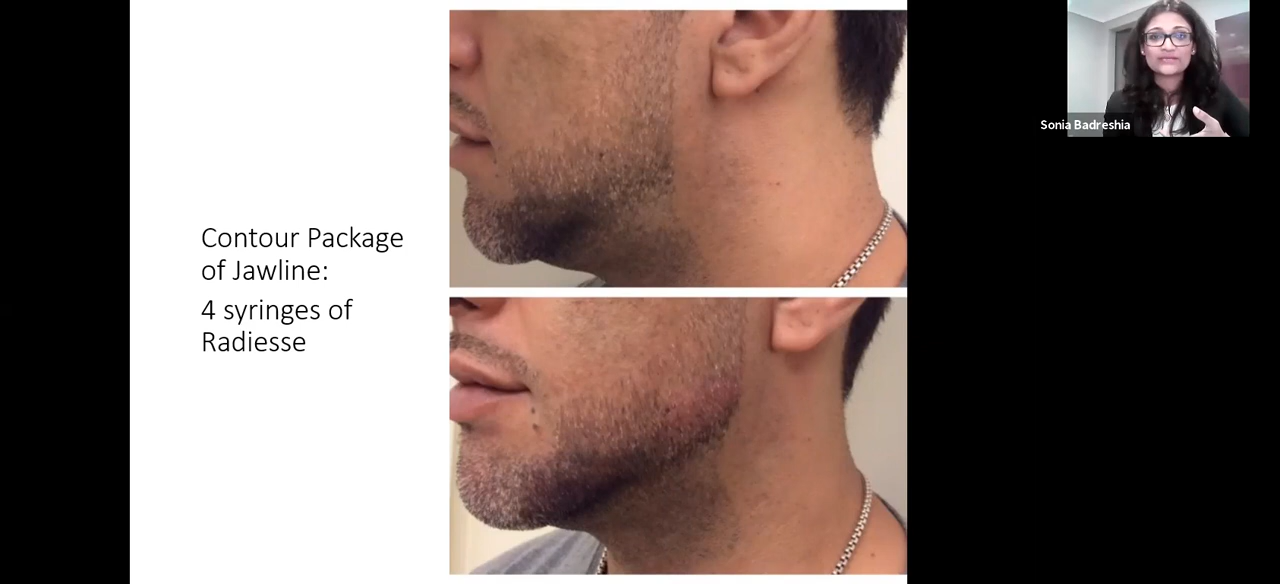 Contour Package
of Jawline:
4 syringes of
Radiesse
Sonia Badreshia